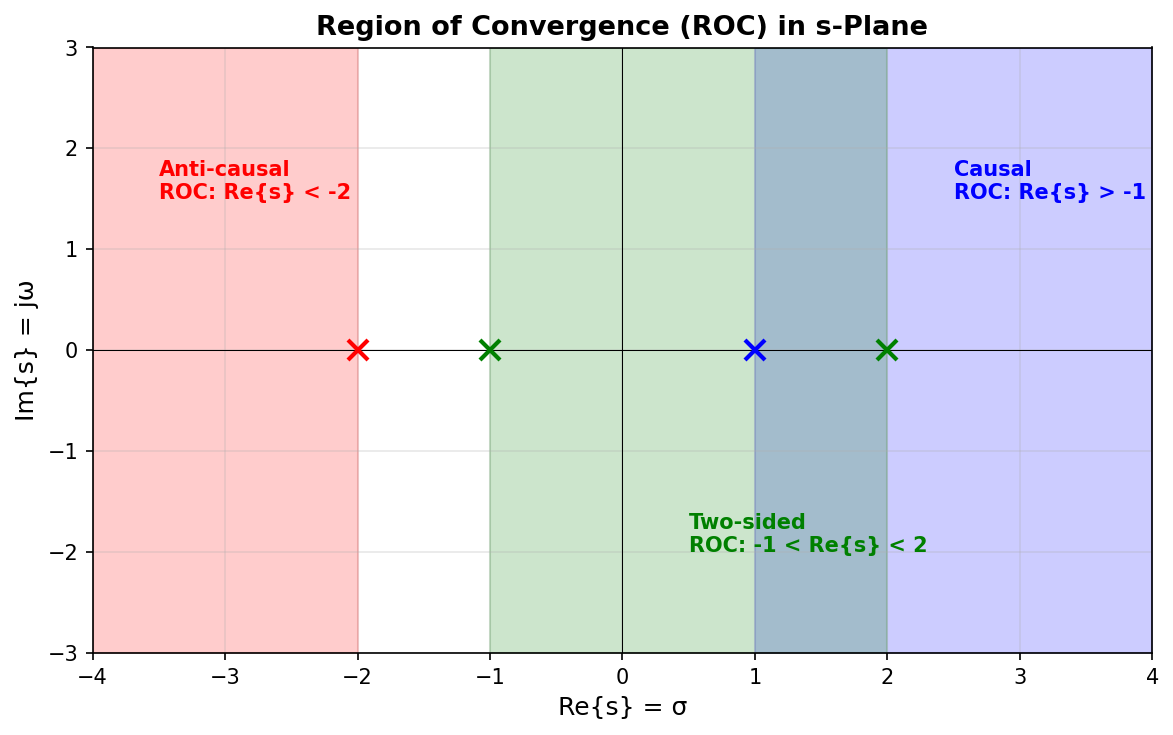 Region of Convergence (ROC) in s-Plane
3
2
1
0
−1
−2
−3
Im{s} = jω
Anti-causal
ROC: Re{s} < -2
Causal
ROC: Re{s} > -1
Two-sided
ROC: -1 < Re{s} < 2
−4
−3
−2
−1
0
1
2
3
4
Re{s} = σ